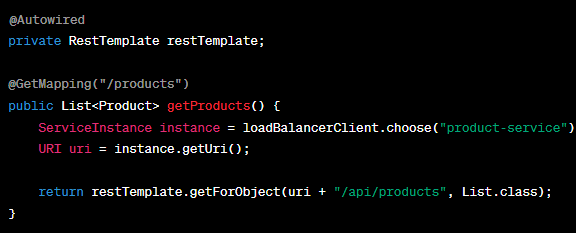 @Autowired
private RestTemplate restTemplate;
@GetMapping("/products")
public List<Product> getProducts() {
ServiceInstance instance = loadBalancerClient.choose("product-service")
URI uri = instance.getUri();
return restTemplate.getForObject(uri + "/api/products", List.class);
}